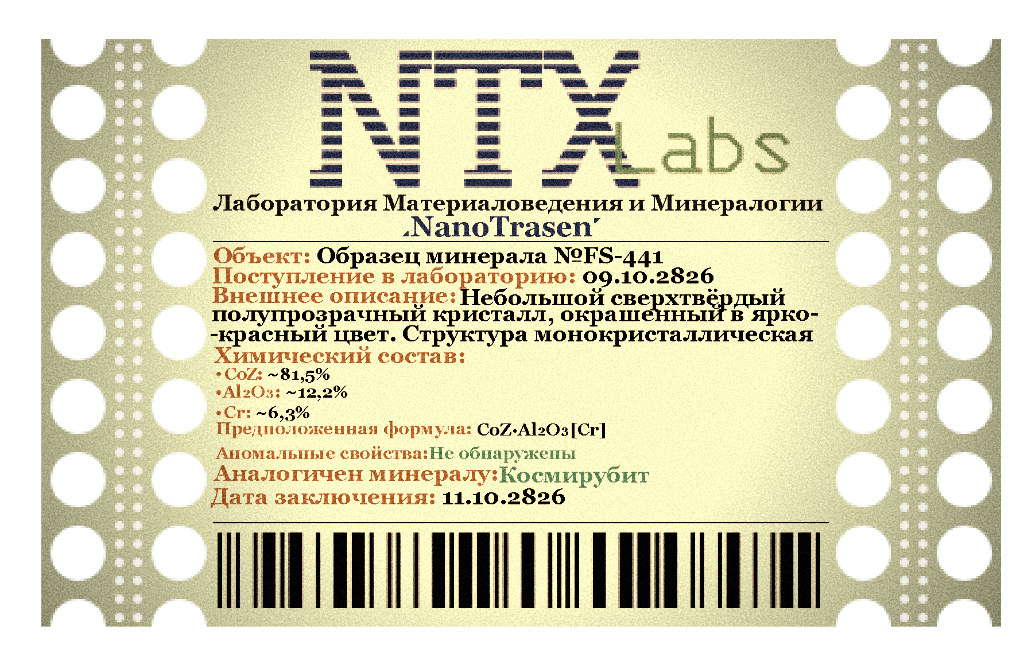 NTX Labs
Лаборатория Материаловедения и Минералогии
.NanoTrasen'
Объект: Образец минерала №FS-441
Поступление в лабораторию: 09.10.2826
Внешнее описание: Небольшой сверхтвёрдый
полупрозрачный кристалл, окрашенный в ярко-
-красный цвет. Структура монокристаллическая
Химический состав:
•CoZ: ~81,5%
•Al2O3: ~12,2%
•Cr: ~6,3%
Предположенная формула: CoZ·Al2O3[Cr]
Аномальные свойства:Не обнаружены
Аналогичен минералу:Космирубит
Дата заключения: 11.10.2826